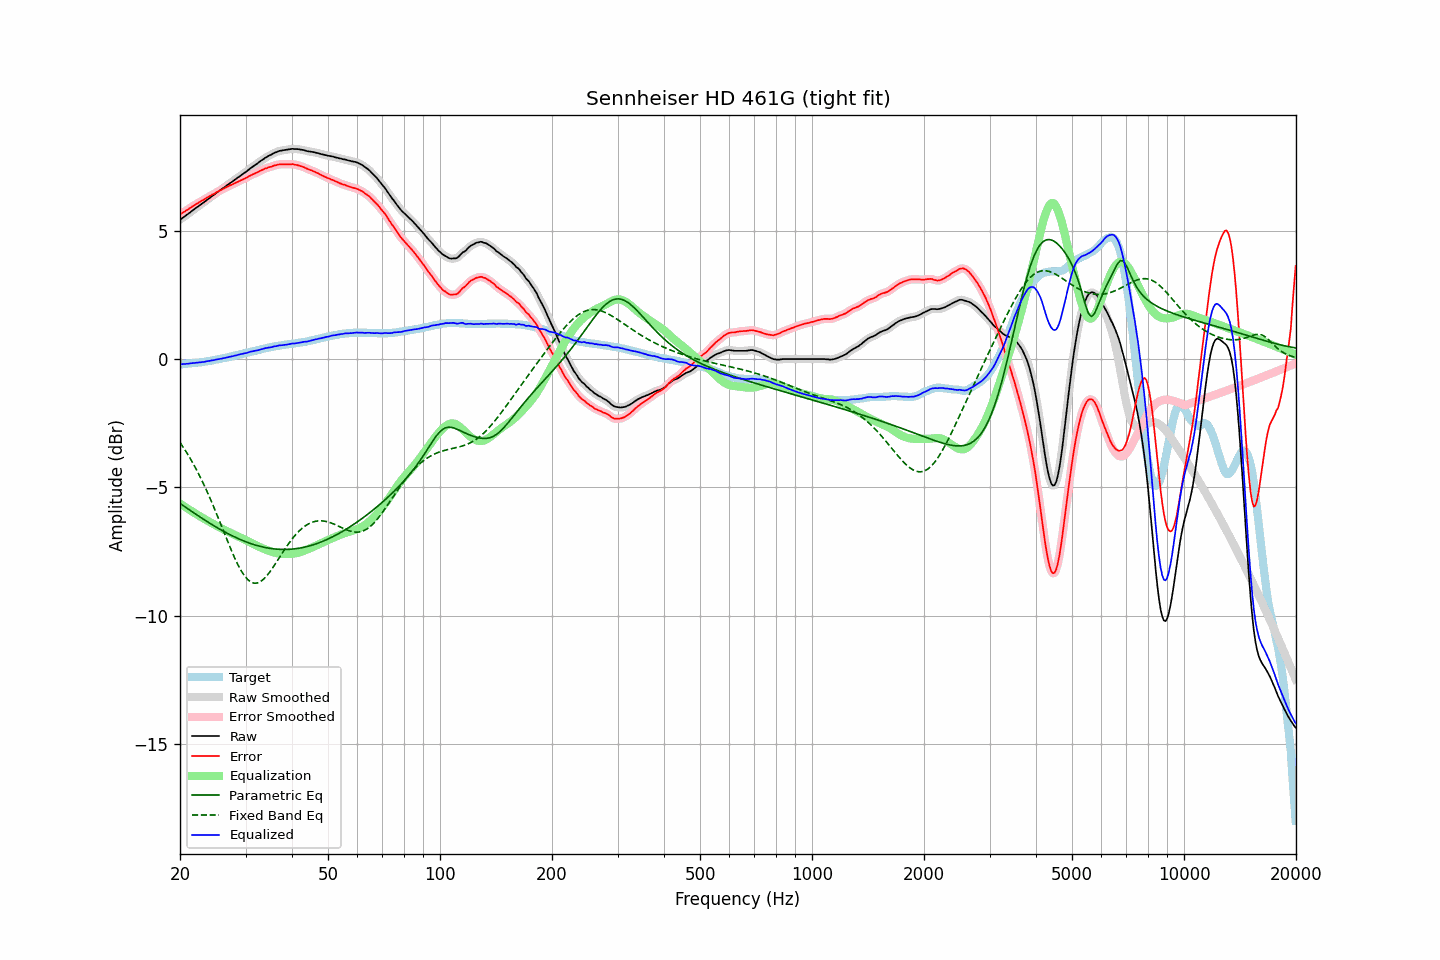 Sennheiser HD 461G (tight fit)
Amplitude (dBr)
5
0
−5
−10
−15
Target
Raw Smoothed
Error Smoothed
Raw
Error
Equalization
Parametric Eq
Fixed Band Eq
Equalized
20 50 100 200 500 1000 2000 5000 10000 20000
Frequency (Hz)